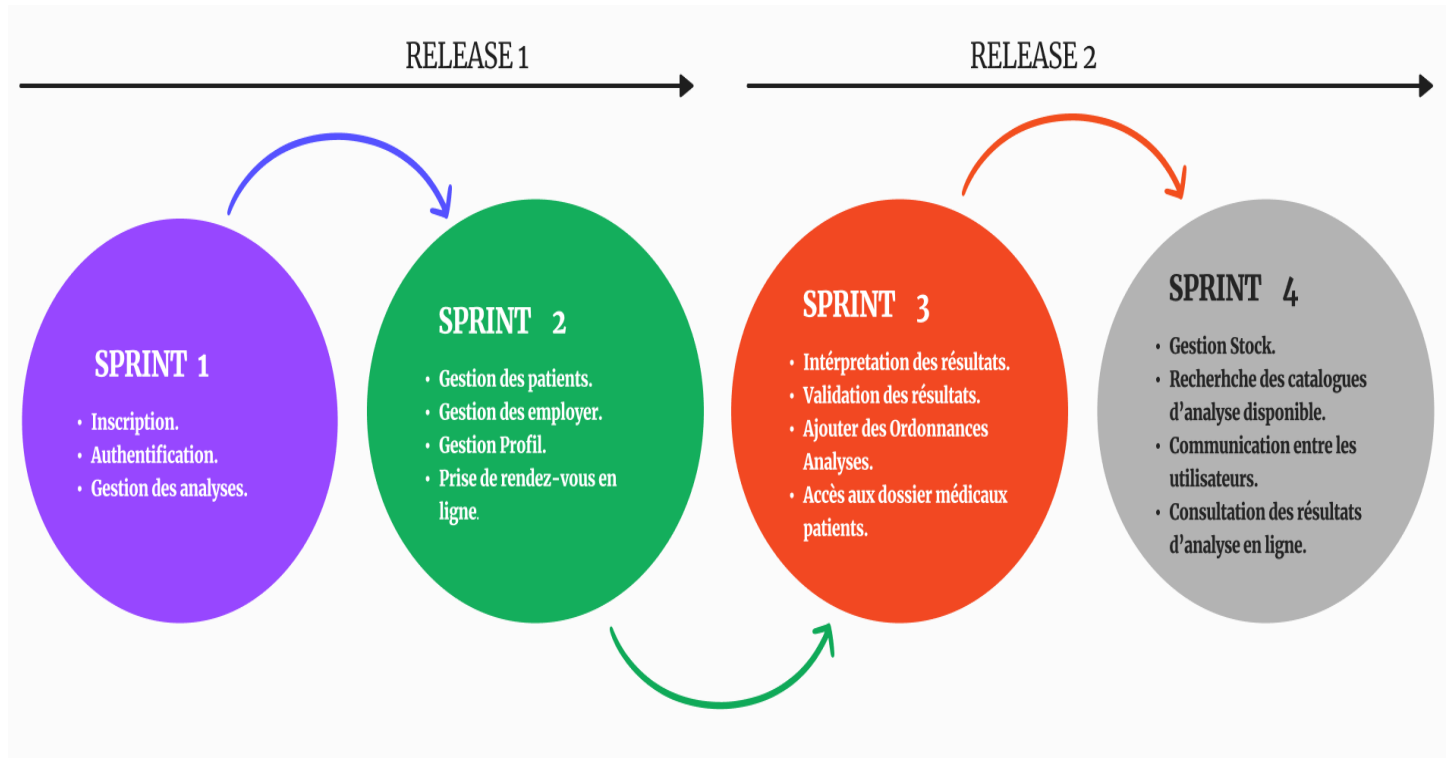 RELEASE 1
RELEASE 2
SPRINT 1
• Inscription.
• Authentification.
• Gestion des analyses.
SPRINT 2
• Gestion des patients.
• Gestion des employer.
• Gestion Profil.
• Prise de rendez-vous en
ligne.
SPRINT 3
• Intérpretation des résultats.
• Validation des résultats.
• Ajouter des Ordonnances
Analyses.
• Accès aux dossier médicaux
patients.
SPRINT 4
• Gestion Stock.
• Recherhche des catalogues
d'analyse disponible.
• Communication entre les
utilisateurs.
• Consultation des résultats
d'analyse en ligne.